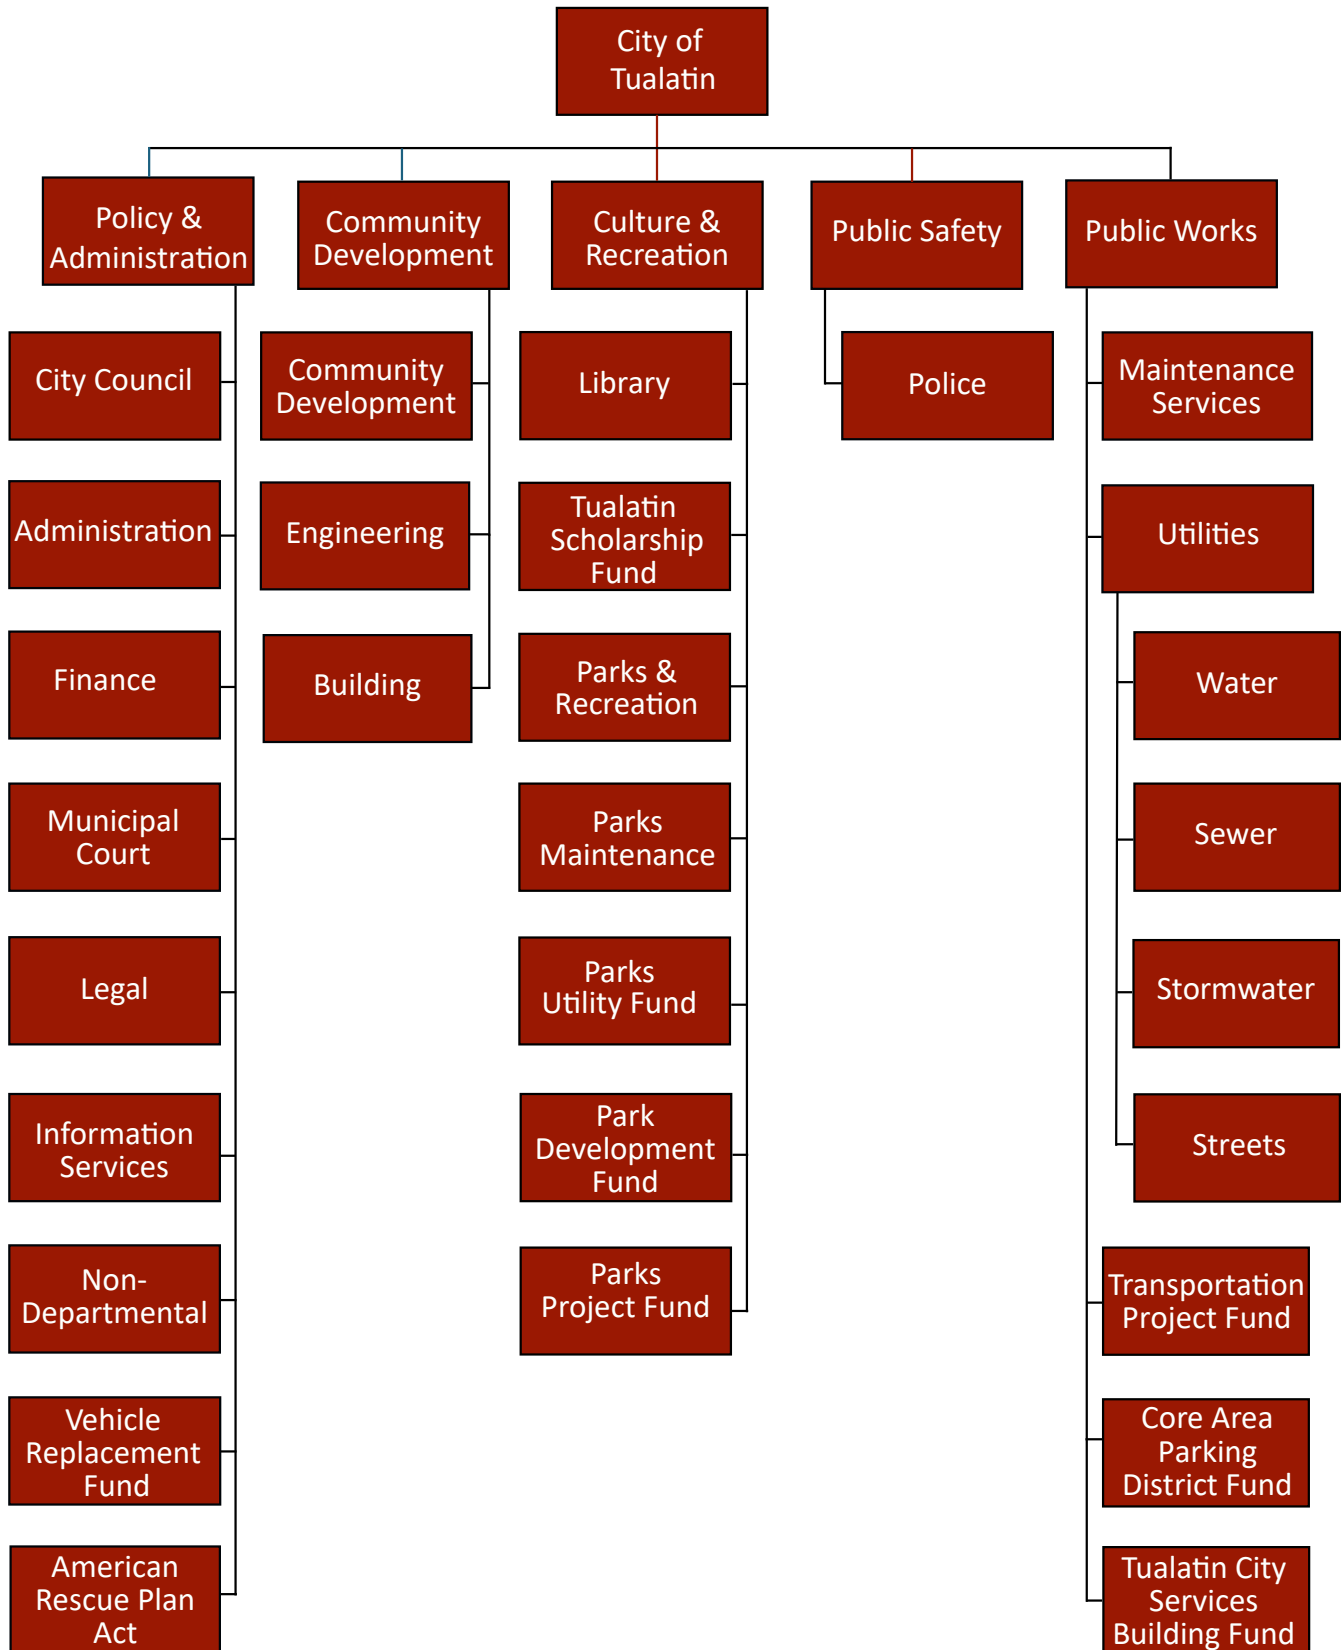 City of
Tualatin
Policy &
Administration
Community
Development
Culture &
Recreation
Public Safety
Public Works
City Council
Administration
Finance
Municipal
Court
Legal
Information
Services
Non-
Departmental
Vehicle
Replacement
Fund
American
Rescue Plan
Act
Community
Development
Engineering
Building
Library
Tualatin
Scholarship
Fund
Parks &
Recreation
Parks
Maintenance
Parks
Utility Fund
Park
Development
Fund
Parks
Project Fund
Police
Maintenance
Services
Utilities
Water
Sewer
Stormwater
Streets
Transportation
Project Fund
Core Area
Parking
District Fund
Tualatin City
Services
Building Fund